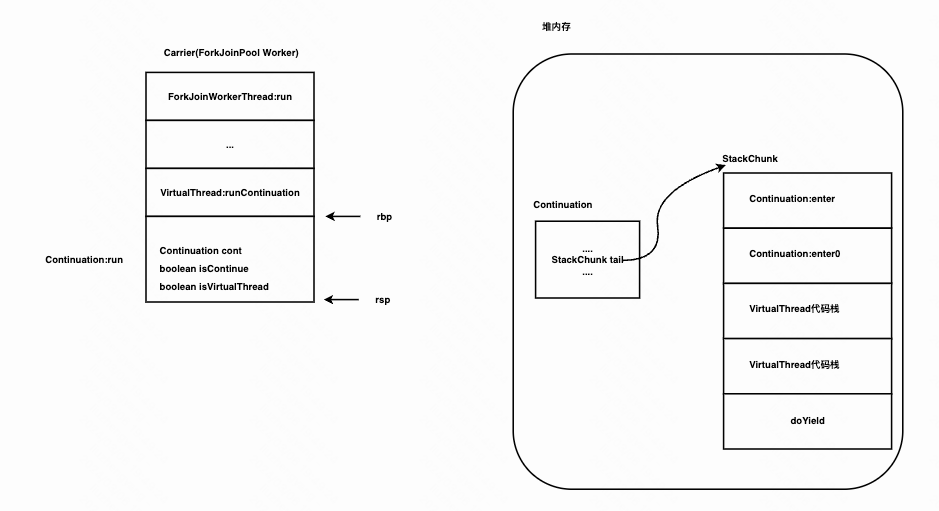 Carrier(ForkJoinPool Worker)
ForkJoinWorkerThread:run
...
VirtualThread:runContinuation
rbp
Continuation:run
Continuation cont
boolean isContinue
boolean isVirtualThread
rsp
堆内存
Continuation
....
StackChunk tail
....
StackChunk
Continuation:enter
Continuation:enter0
VirtualThread代码栈
VirtualThread代码栈
doYield